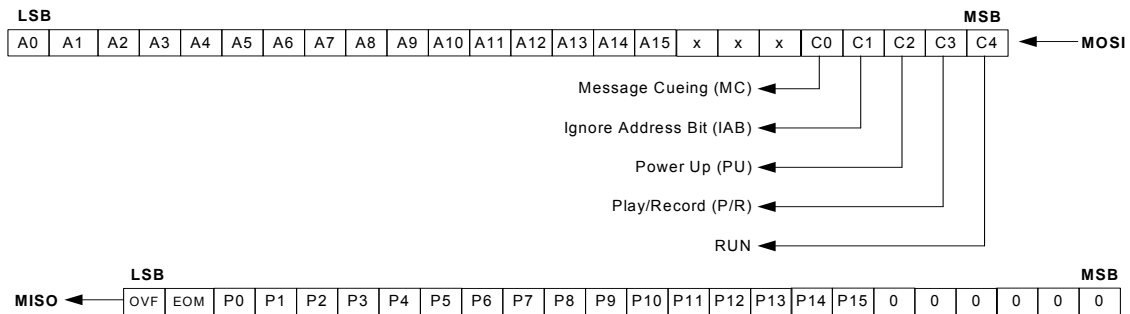 LSB MSB
A0 A1 A2 A3 A4 A5 A6 A7 A8 A9 A10 A11 A12 A13 A14 A15 x x x C0 C1 C2 C3 C4 MOSI
Message Cueing (MC)
Ignore Address Bit (IAB)
Power Up (PU)
Play/Record (P/R)
RUN
LSB MSB
MISO OVF EOM P0 P1 P2 P3 P4 P5 P6 P7 P8 P9 P10 P11 P12 P13 P14 P15 0 0 0 0 0 0